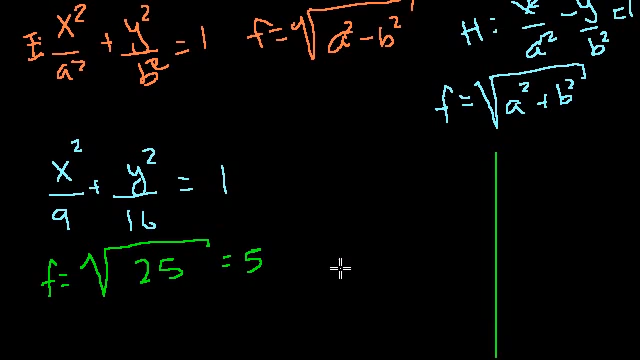 E: x²/a² + y²/b² = 1 f = √(a² - b²)
H: x²/a² - y²/b² = 1
f = √(a² + b²)
x²/9 + y²/16 = 1
f = √25 = 5